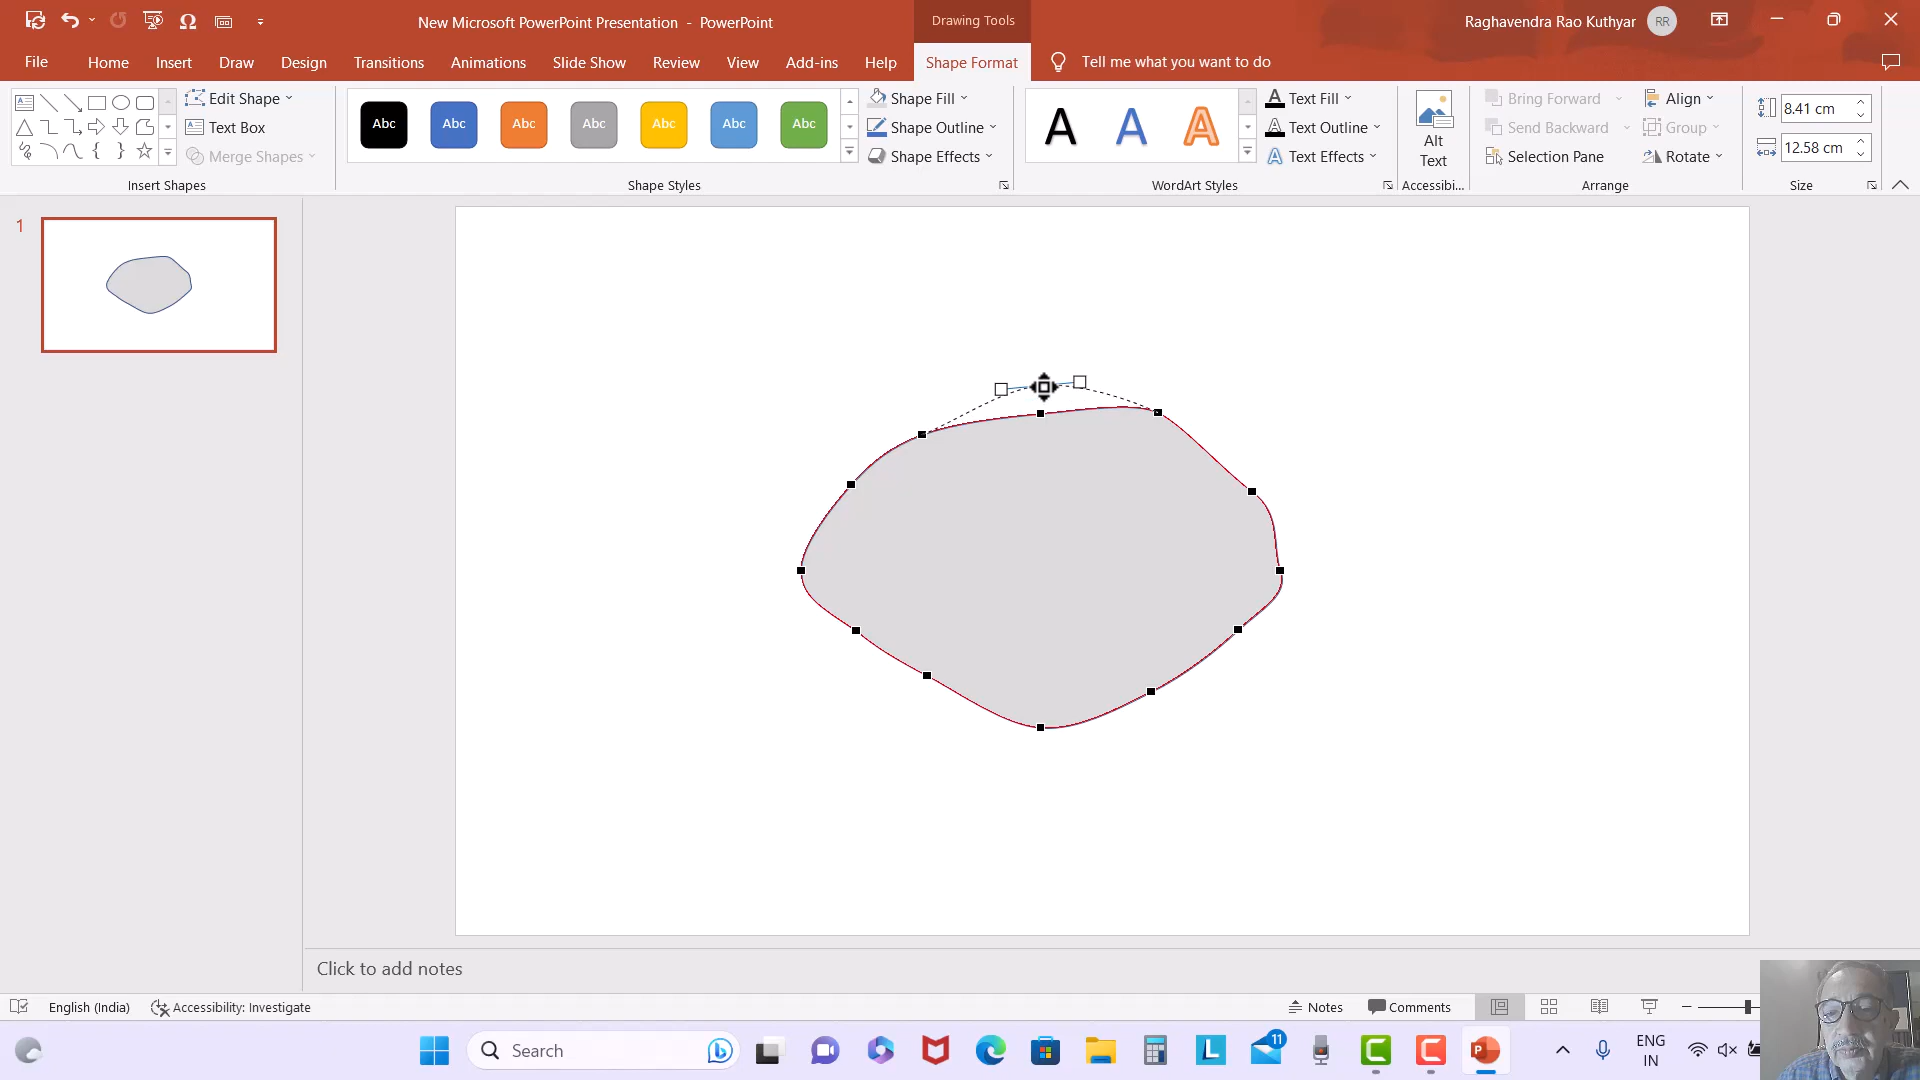 New Microsoft PowerPoint Presentation - PowerPoint
Drawing Tools
Raghavendra Rao Kuthyar
RR
File
Home
Insert
Draw
Design
Transitions
Animations
Slide Show
Review
View
Add-ins
Help
Shape Format
Tell me what you want to do
Edit Shape
Text Box
Merge Shapes
Insert Shapes
Abc
Abc
Abc
Abc
Abc
Abc
Abc
Shape Fill
Shape Outline
Shape Effects
Shape Styles
A
A
A
Text Fill
Text Outline
Text Effects
WordArt Styles
Alt
Text
Accessibi...
Bring Forward
Send Backward
Selection Pane
Align
Group
Rotate
Arrange
8.41 cm
12.58 cm
Size
1
Click to add notes
English (India)
Accessibility: Investigate
Notes
Comments
Search
11
ENG
IN